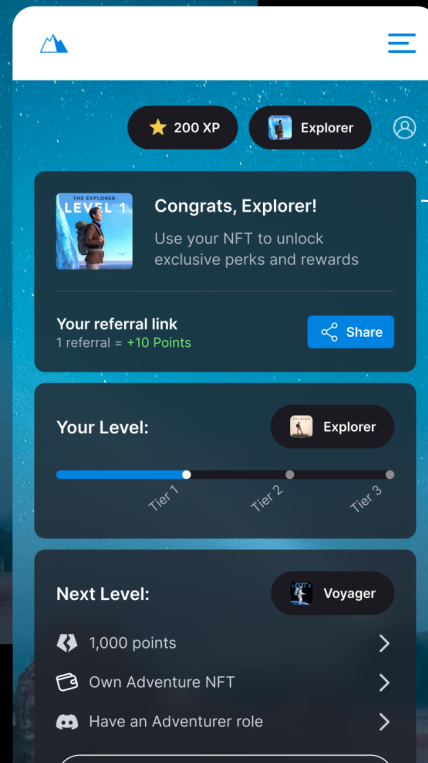 200 XP
Explorer
THE EXPLORER
LEVEL 1
Congrats, Explorer!
Use your NFT to unlock
exclusive perks and rewards
Your referral link
1 referral = +10 Points
Share
Your Level:
Explorer
Tier 1
Tier 2
Tier 3
Next Level:
Voyager
1,000 points
Own Adventure NFT
Have an Adventurer role